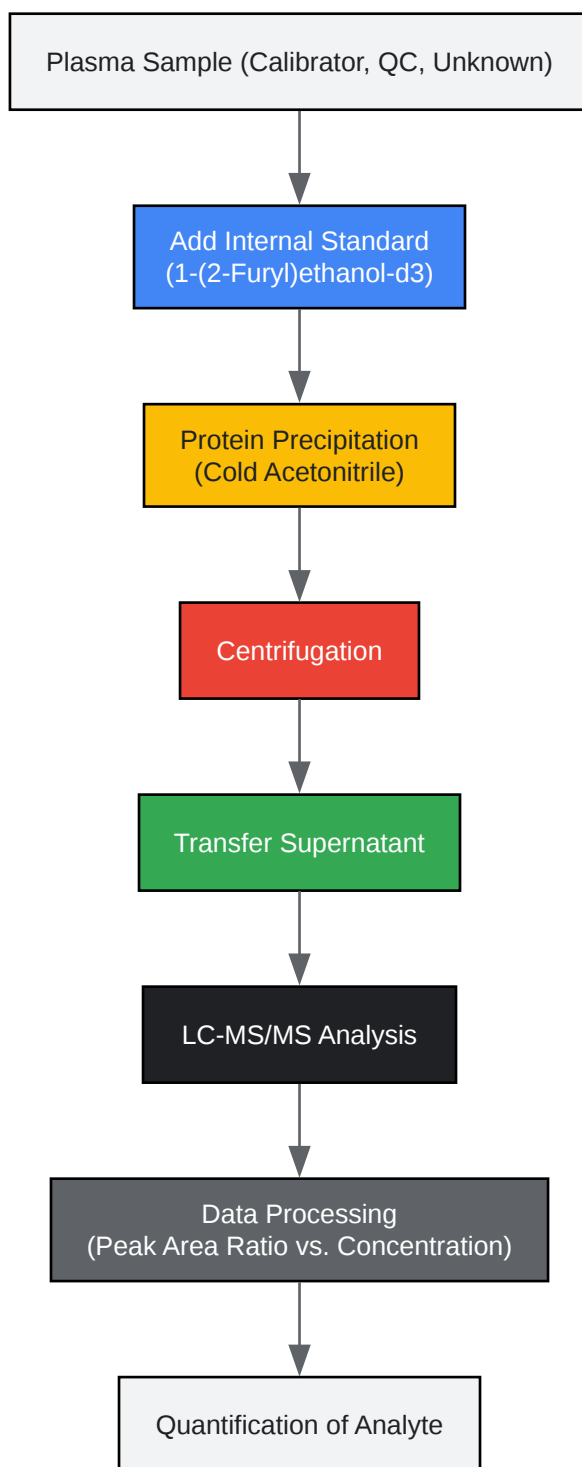 Plasma Sample (Calibrator, QC, Unknown)
Add Internal Standard
(1-(2-Furyl)ethanol-d3)
Protein Precipitation
(Cold Acetonitrile)
Centrifugation
Transfer Supernatant
LC-MS/MS Analysis
Data Processing
(Peak Area Ratio vs. Concentration)
Quantification of Analyte